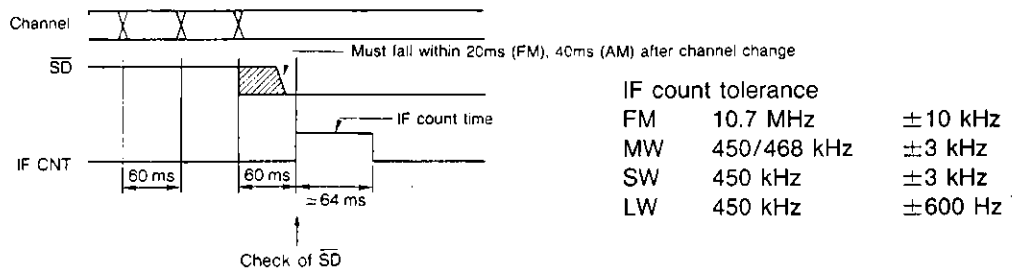 Channel
Must fall within 20ms (FM), 40ms (AM) after channel change
SD
IF count time
IF CNT
60 ms
60 ms
≃64 ms
Check of SD
IF count tolerance
FM 10.7 MHz ±10 kHz
MW 450/468 kHz ±3 kHz
SW 450 kHz ±3 kHz
LW 450 kHz ±600 Hz